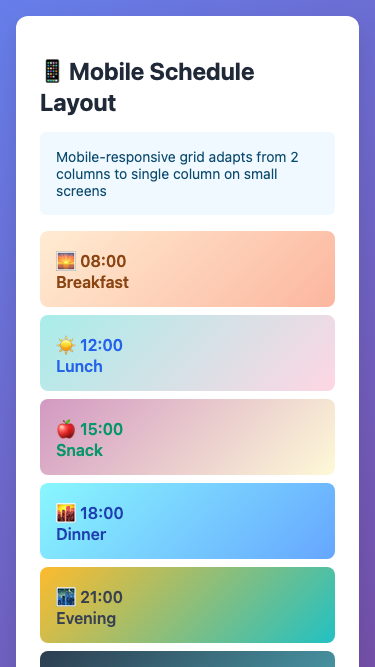 📱 Mobile Schedule
Layout
Mobile-responsive grid adapts from 2
columns to single column on small
screens
🌅 08:00
Breakfast
☀️ 12:00
Lunch
🍎 15:00
Snack
🌇 18:00
Dinner
🌃 21:00
Evening